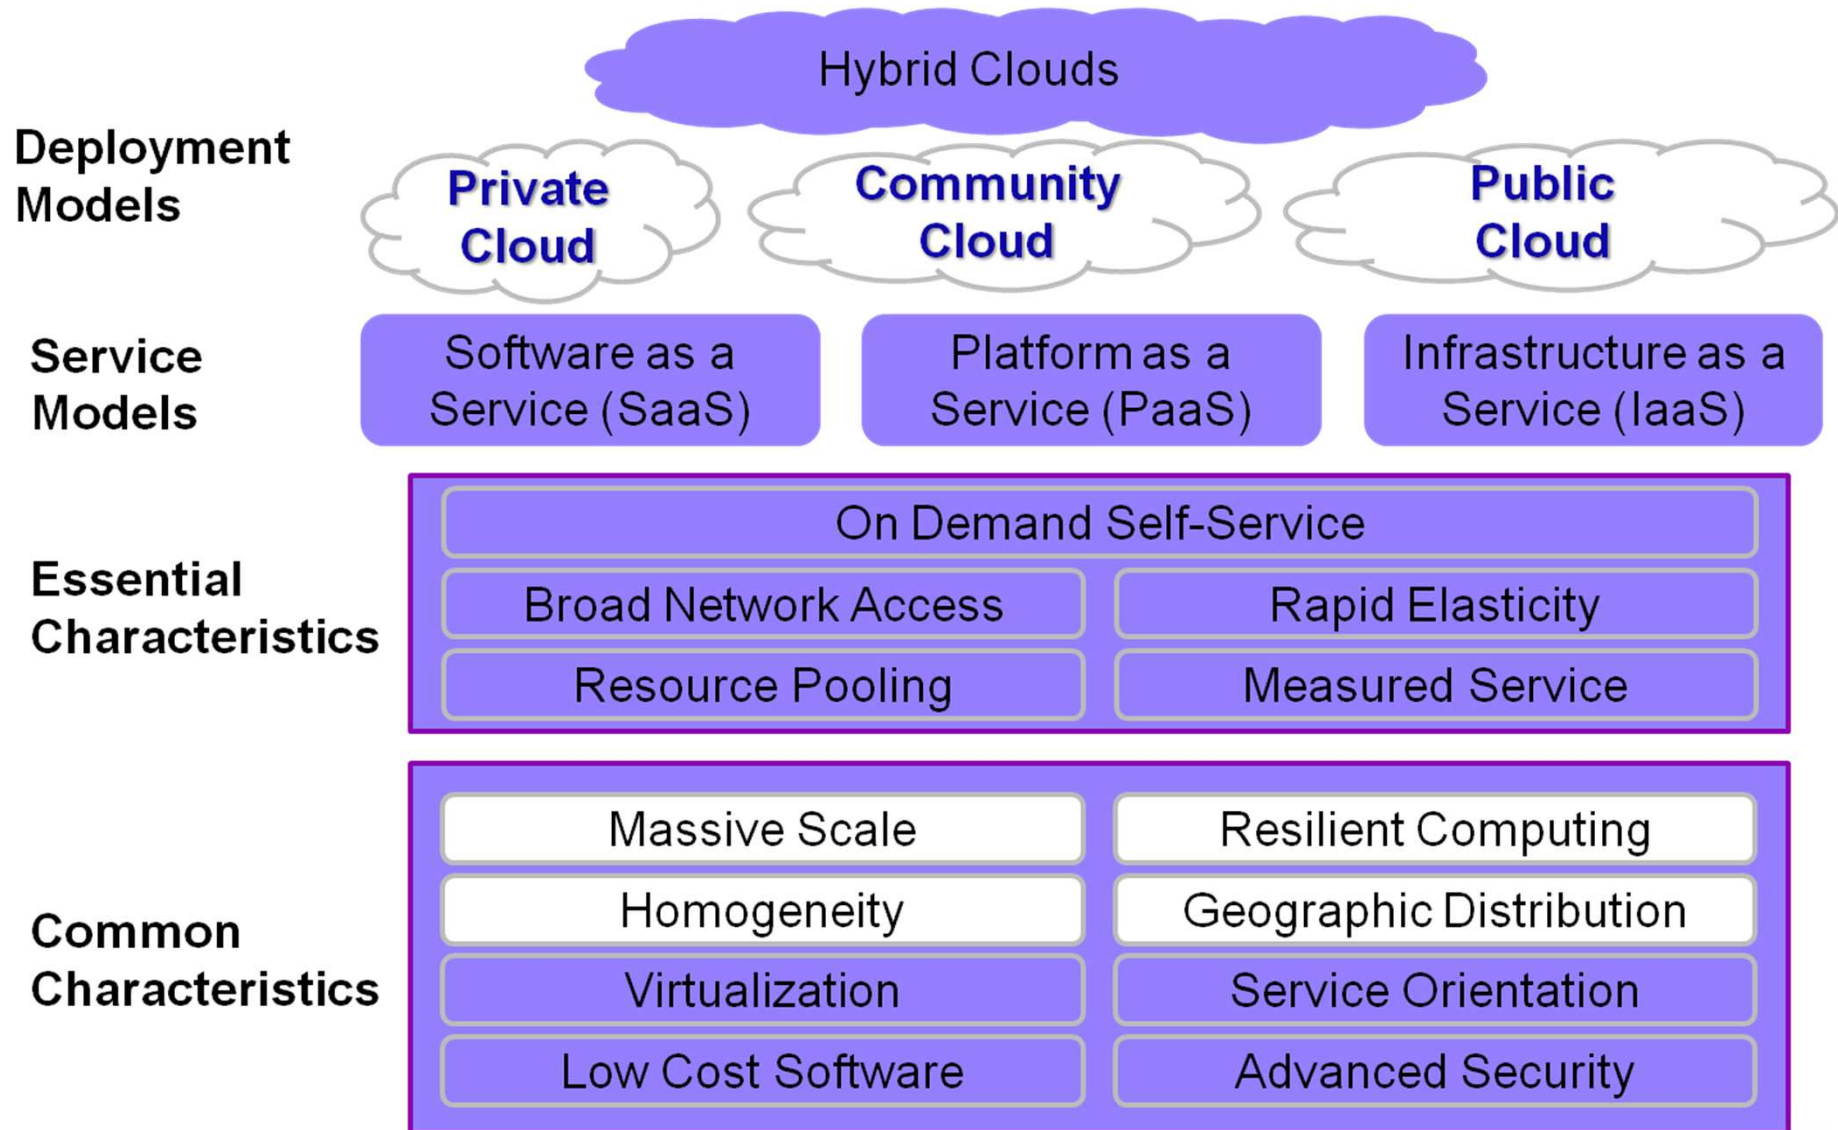 Hybrid Clouds
Deployment
Models
Private
Cloud
Community
Cloud
Public
Cloud
Service
Models
Software as a
Service (SaaS)
Platform as a
Service (PaaS)
Infrastructure as a
Service (IaaS)
Essential
Characteristics
On Demand Self-Service
Broad Network Access
Rapid Elasticity
Resource Pooling
Measured Service
Common
Characteristics
Massive Scale
Resilient Computing
Homogeneity
Geographic Distribution
Virtualization
Service Orientation
Low Cost Software
Advanced Security